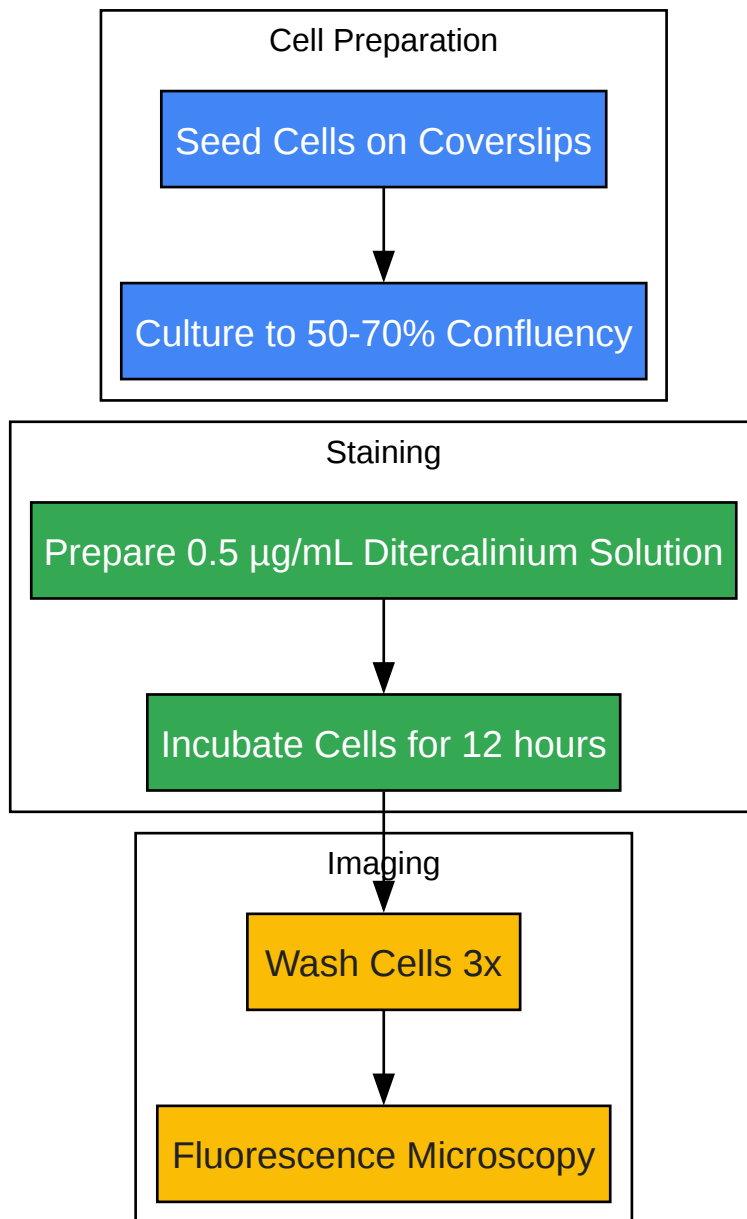 Cell Preparation
Seed Cells on Coverslips
Culture to 50-70% Confluency
Staining
Prepare 0.5 µg/mL Ditercalinium Solution
Incubate Cells for 12 hours
Imaging
Wash Cells 3x
Fluorescence Microscopy